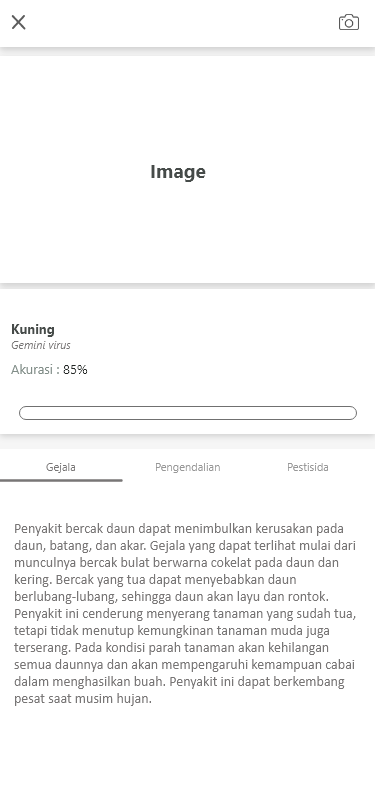 Image
Kuning
Gemini virus
Akurasi : 85%
Gejala Pengendalian Pestisida
Penyakit bercak daun dapat menimbulkan kerusakan pada
daun, batang, dan akar. Gejala yang dapat terlihat mulai dari
munculnya bercak bulat berwarna cokelat pada daun dan
kering. Bercak yang tua dapat menyebabkan daun
berlubang-lubang, sehingga daun akan layu dan rontok.
Penyakit ini cenderung menyerang tanaman yang sudah tua,
tetapi tidak menutup kemungkinan tanaman muda juga
terserang. Pada kondisi parah tanaman akan kehilangan
semua daunnya dan akan mempengaruhi kemampuan cabai
dalam menghasilkan buah. Penyakit ini dapat berkembang
pesat saat musim hujan.